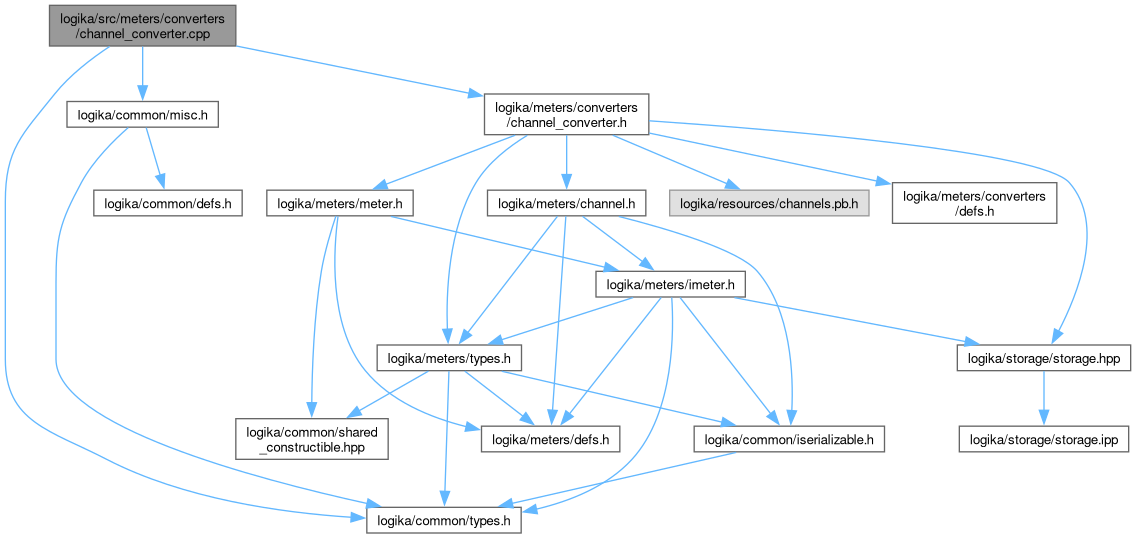 logika/src/meters/converters
/channel_converter.cpp
logika/common/misc.h
logika/meters/converters
/channel_converter.h
logika/common/defs.h
logika/meters/meter.h
logika/meters/channel.h
logika/resources/channels.pb.h
logika/meters/converters
/defs.h
logika/meters/imeter.h
logika/meters/types.h
logika/storage/storage.hpp
logika/common/shared
_constructible.hpp
logika/meters/defs.h
logika/common/iserializable.h
logika/storage/storage.ipp
logika/common/types.h